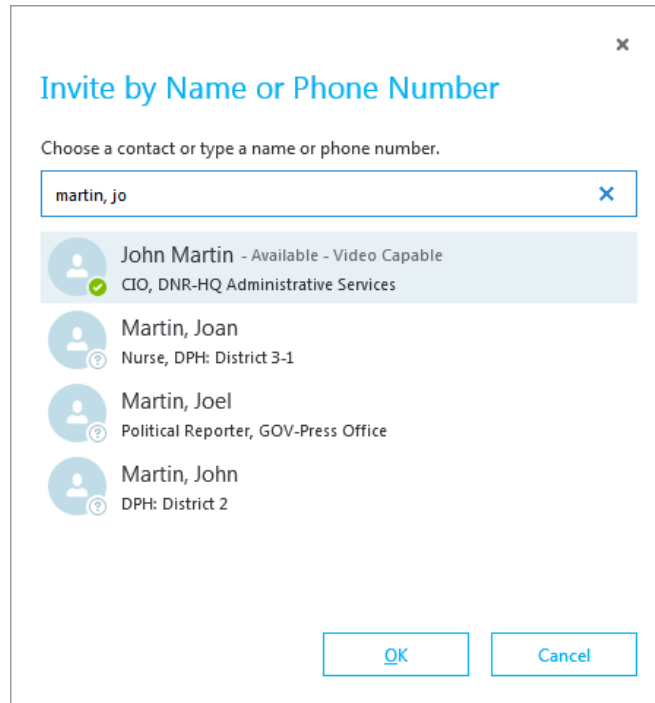 Invite by Name or Phone Number
Choose a contact or type a name or phone number.
martin, jo
John Martin - Available - Video Capable
CIO, DNR-HQ Administrative Services
Martin, Joan
Nurse, DPH: District 3-1
Martin, Joel
Political Reporter, GOV-Press Office
Martin, John
DPH: District 2
OK Cancel